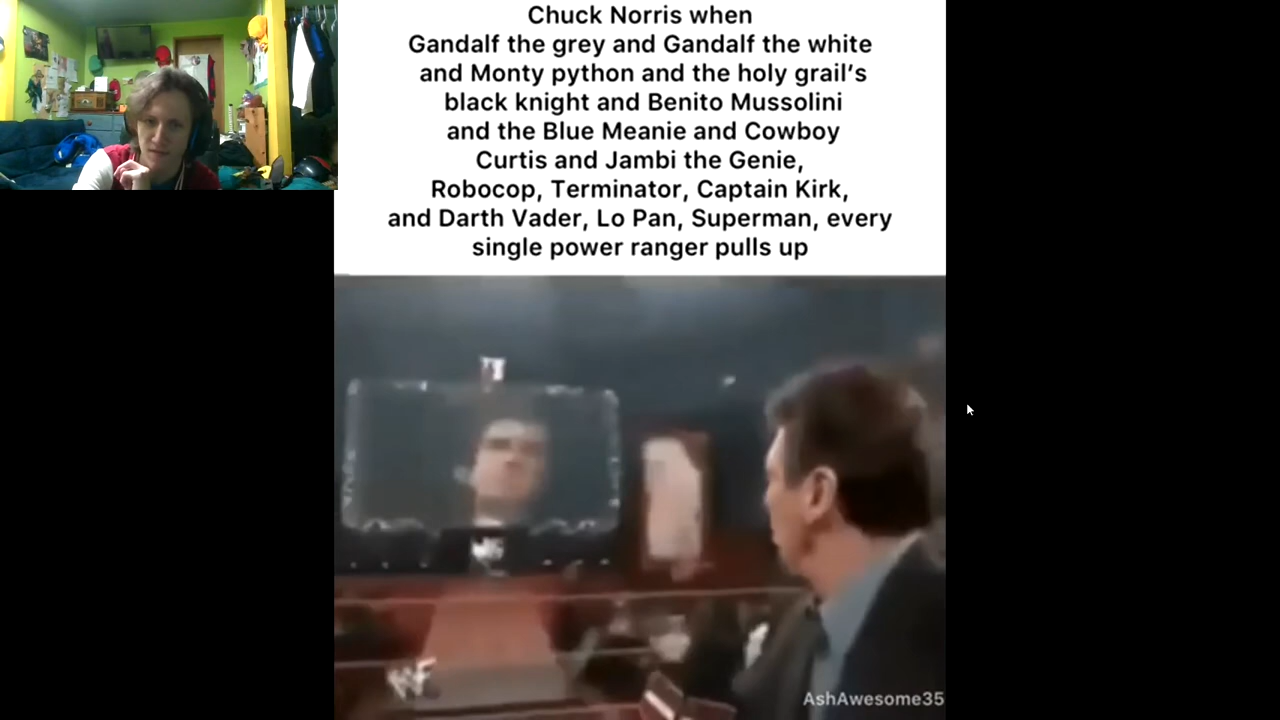 Chuck Norris when
Gandalf the grey and Gandalf the white
and Monty python and the holy grail’s
black knight and Benito Mussolini
and the Blue Meanie and Cowboy
Curtis and Jambi the Genie,
Robocop, Terminator, Captain Kirk,
and Darth Vader, Lo Pan, Superman, every
single power ranger pulls up
AshAwesome35